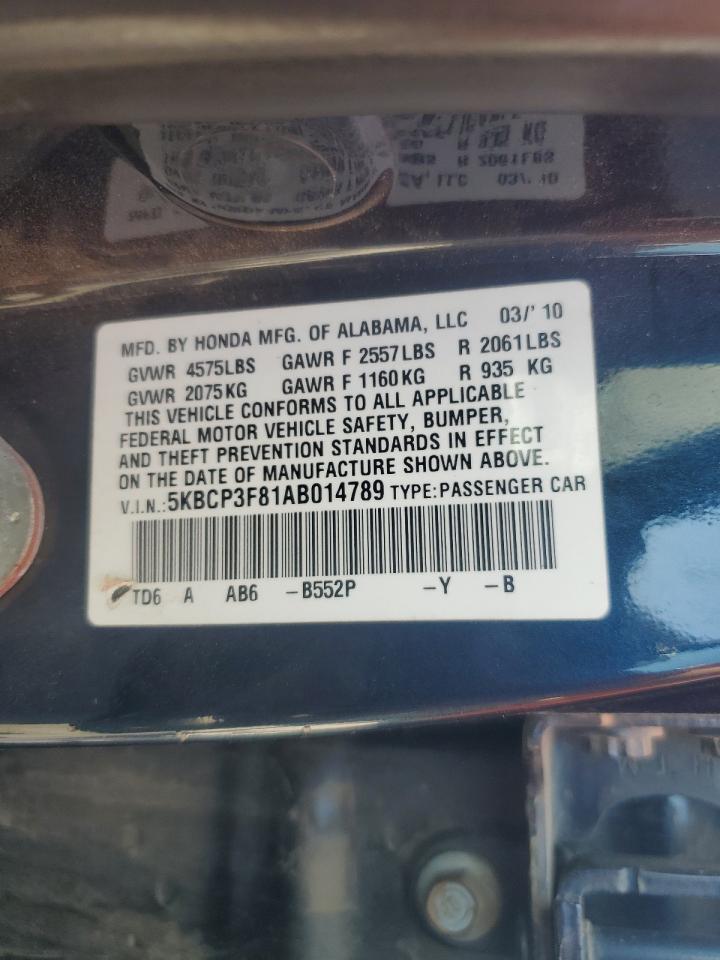 MFD. BY HONDA MFG. OF ALABAMA, LLC 03/'10
GVWR 4575LBS GAWR F 2557LBS R 2061LBS
GVWR 2075KG GAWR F 1160KG R 935 KG
THIS VEHICLE CONFORMS TO ALL APPLICABLE
FEDERAL MOTOR VEHICLE SAFETY, BUMPER,
AND THEFT PREVENTION STANDARDS IN EFFECT
ON THE DATE OF MANUFACTURE SHOWN ABOVE.
V.I.N.:5KBCP3F81AB014789 TYPE:PASSENGER CAR
TD6 A AB6 -B552P -Y -B